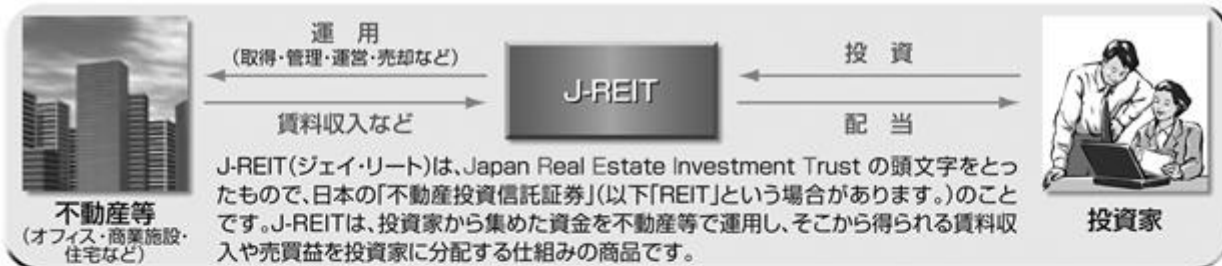 運 用
(取得・管理・運営・売却など)
賃料収入など
J-REIT
投 資
配 当
不動産等
(オフィス・商業施設・
住宅など)
J-REIT(ジェイ・リート)は、Japan Real Estate Investment Trust の頭文字をとっ
たもので、日本の「不動産投資信託証券」(以下「REIT」という場合があります。)のこと
です。J-REITは、投資家から集めた資金を不動産等で運用し、そこから得られる賃料収
入や売買益を投資家に分配する仕組みの商品です。
投資家